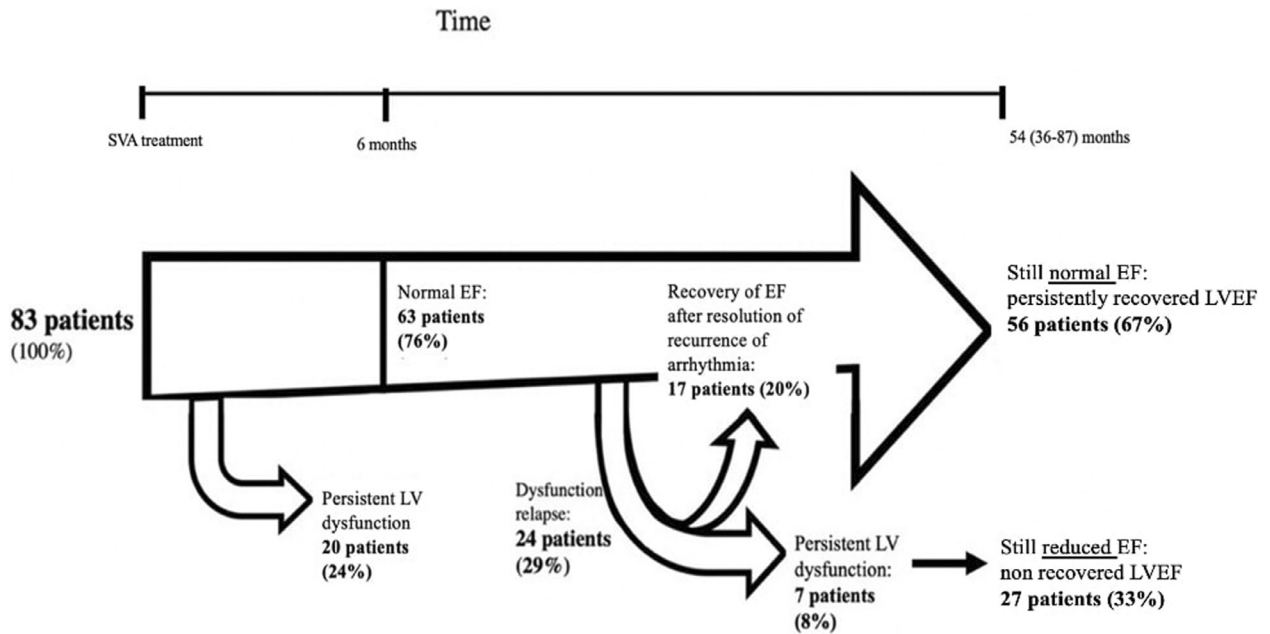 Time
SVA treatment
6 months
54 (36-87) months
83 patients
(100%)
Normal EF:
63 patients
(76%)
Recovery of EF
after resolution of
recurrence of
arrhythmia:
17 patients (20%)
Still normal EF:
persistently recovered LVEF
56 patients (67%)
Persistent LV
dysfunction
20 patients
(24%)
Dysfunction
relapse:
24 patients
(29%)
Persistent LV
dysfunction:
7 patients
(8%)
Still reduced EF:
non recovered LVEF
27 patients (33%)